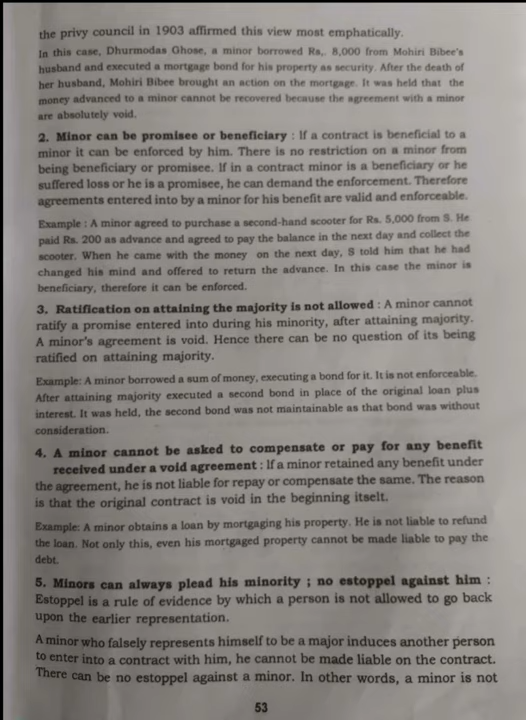 the privy council in 1903 affirmed this view most emphatically.
In this case, Dhurmodas Ghose, a minor borrowed Rs,. 8,000 from Mohiri Bibee's
husband and executed a mortgage bond for his property as security. After the death of
her husband, Mohiri Bibee brought an action on the mortgage. It was held that the
money advanced to a minor cannot be recovered because the agreement with a minor
are absolutely void.
2. Minor can be promisee or beneficiary : If a contract is beneficial to a
minor it can be enforced by him. There is no restriction on a minor from
being beneficiary or promisee. If in a contract minor is a beneficiary or he
suffered loss or he is a promisee, he can demand the enforcement. Therefore
agreements entered into by a minor for his benefit are valid and enforceable.
Example : A minor agreed to purchase a second-hand scooter for Rs. 5,000 from S. He
paid Rs. 200 as advance and agreed to pay the balance in the next day and collect the
scooter. When he came with the money on the next day, S told him that he had
changed his mind and offered to return the advance. In this case the minor is
beneficiary, therefore it can be enforced.
3. Ratification on attaining the majority is not allowed : A minor cannot
ratify a promise entered into during his minority, after attaining majority.
A minor's agreement is void. Hence there can be no question of its being
ratified on attaining majority.
Example: A minor borrowed a sum of money, executing a bond for it. It is not enforceable.
After attaining majority executed a second bond in place of the original loan plus
interest. It was held, the second bond was not maintainable as that bond was without
consideration.
4. A minor cannot be asked to compensate or pay for any benefit
received under a void agreement : If a minor retained any benefit under
the agreement, he is not liable for repay or compensate the same. The reason
is that the original contract is void in the beginning itselt.
Example: A minor obtains a loan by mortgaging his property. He is not liable to refund
the loan. Not only this, even his mortgaged property cannot be made liable to pay the
debt.
5. Minors can always plead his minority ; no estoppel against him :
Estoppel is a rule of evidence by which a person is not allowed to go back
upon the earlier representation.
A minor who falsely represents himself to be a major induces another person
to enter into a contract with him, he cannot be made liable on the contract.
There can be no estoppel against a minor. In other words, a minor is not
53